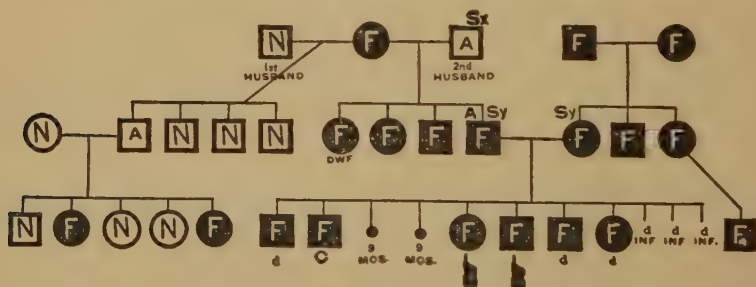 Sx
N F A F F
1st 2nd
HUSBAND HUSBAND
A Sy Sy
N A N N N F F F F F F F
DWF
N F N N F F F F F F F F
d C 9 MOS. 9 MOS. d d d INF d INF d INF.